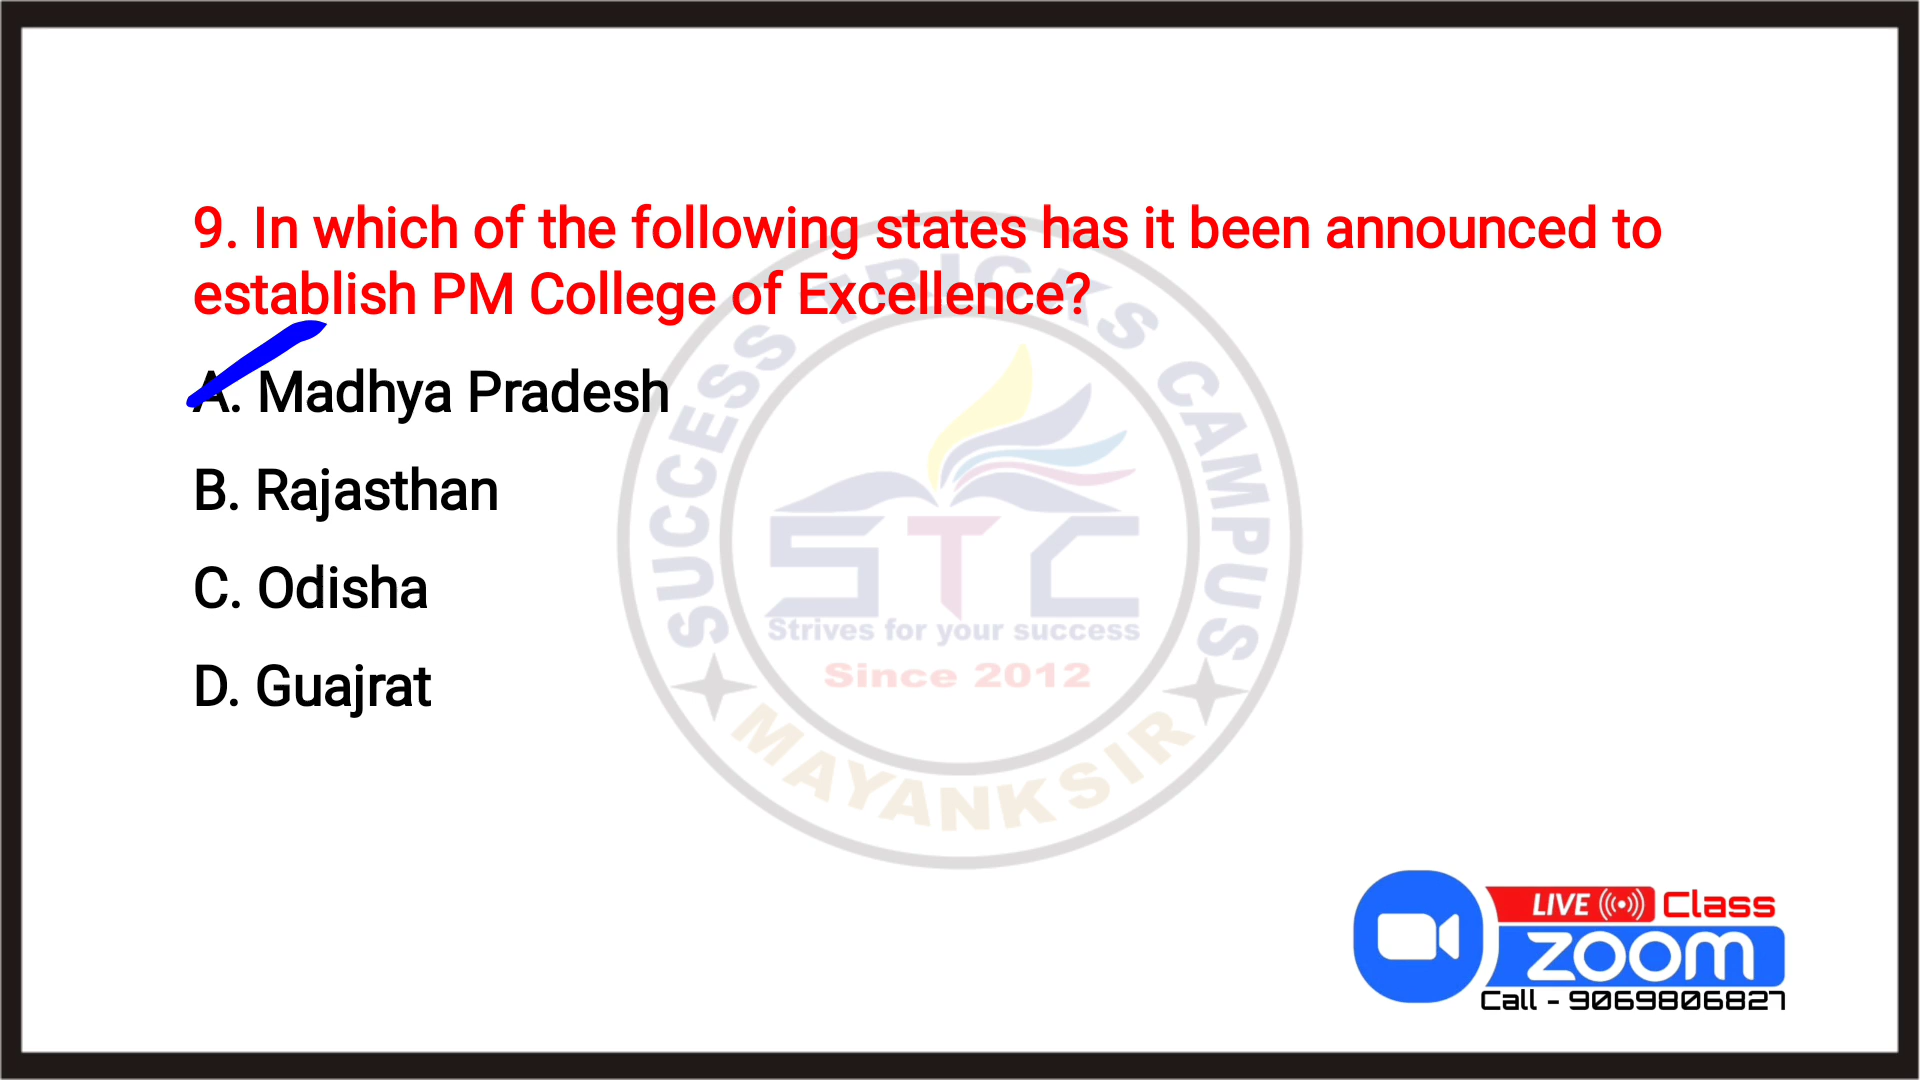 9. In which of the following states has it been announced to
establish PM College of Excellence?
A. Madhya Pradesh
B. Rajasthan
C. Odisha
D. Guajrat
SUCCESS TRICKS CAMPUS
STC
Strives for your success
Since 2012
MAYANKSIR
LIVE Class
zoom
Call - 9069806827